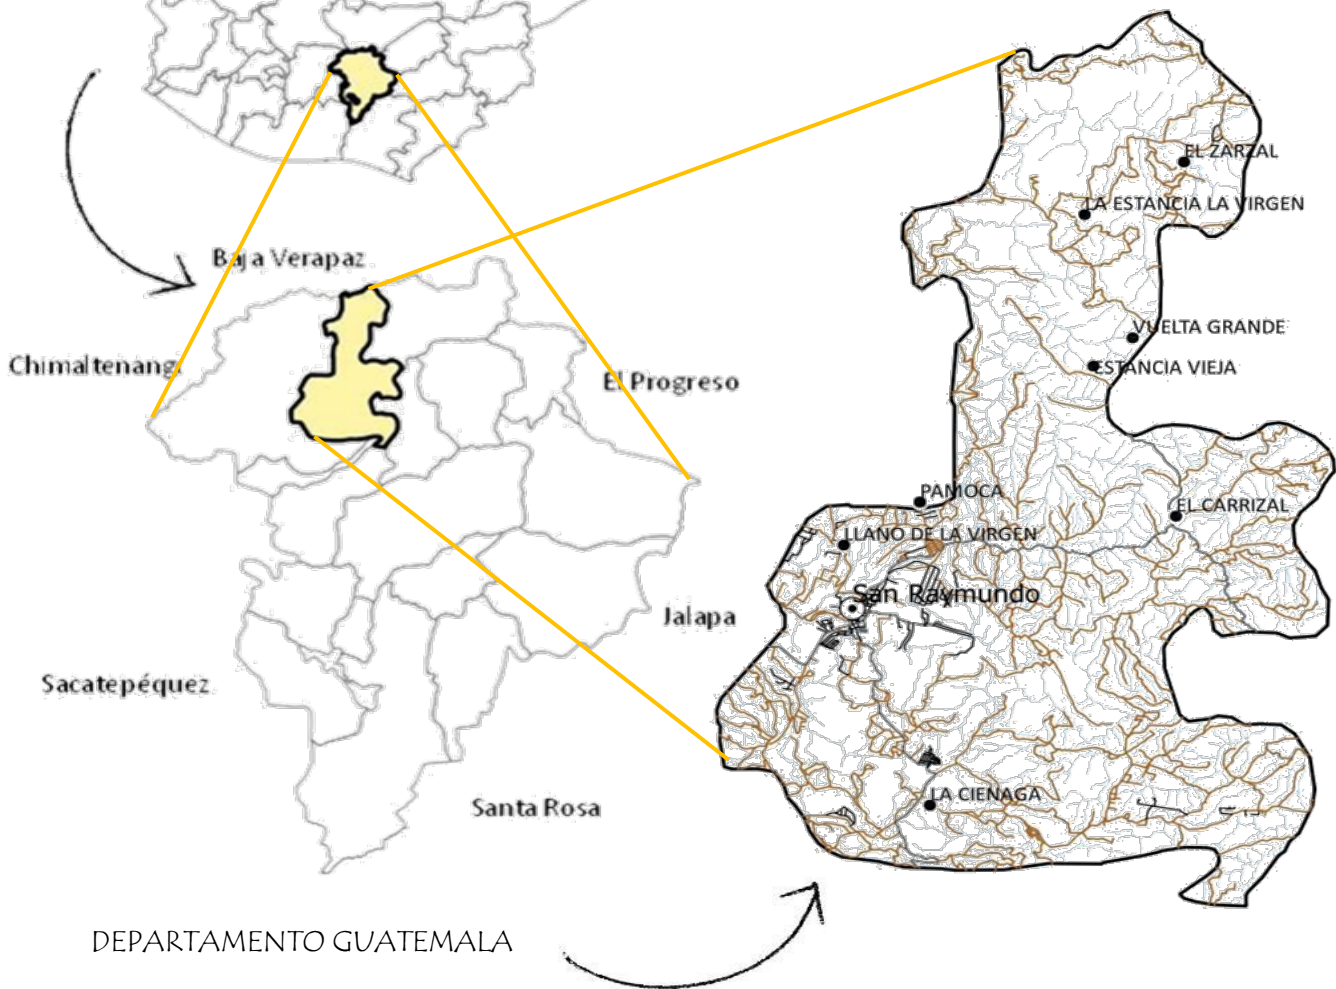 Baja Verapaz
Chimaltenang
El Progreso
Jalapa
Sacatepéquez
Santa Rosa
DEPARTAMENTO GUATEMALA
EL ZARZAL
LA ESTANCIA LA VIRGEN
VUELTA GRANDE
ESTANCIA VIEJA
PAMOCA
EL CARRIZAL
LLANO DE LA VIRGEN
San Raymundo
LA CIENAGA